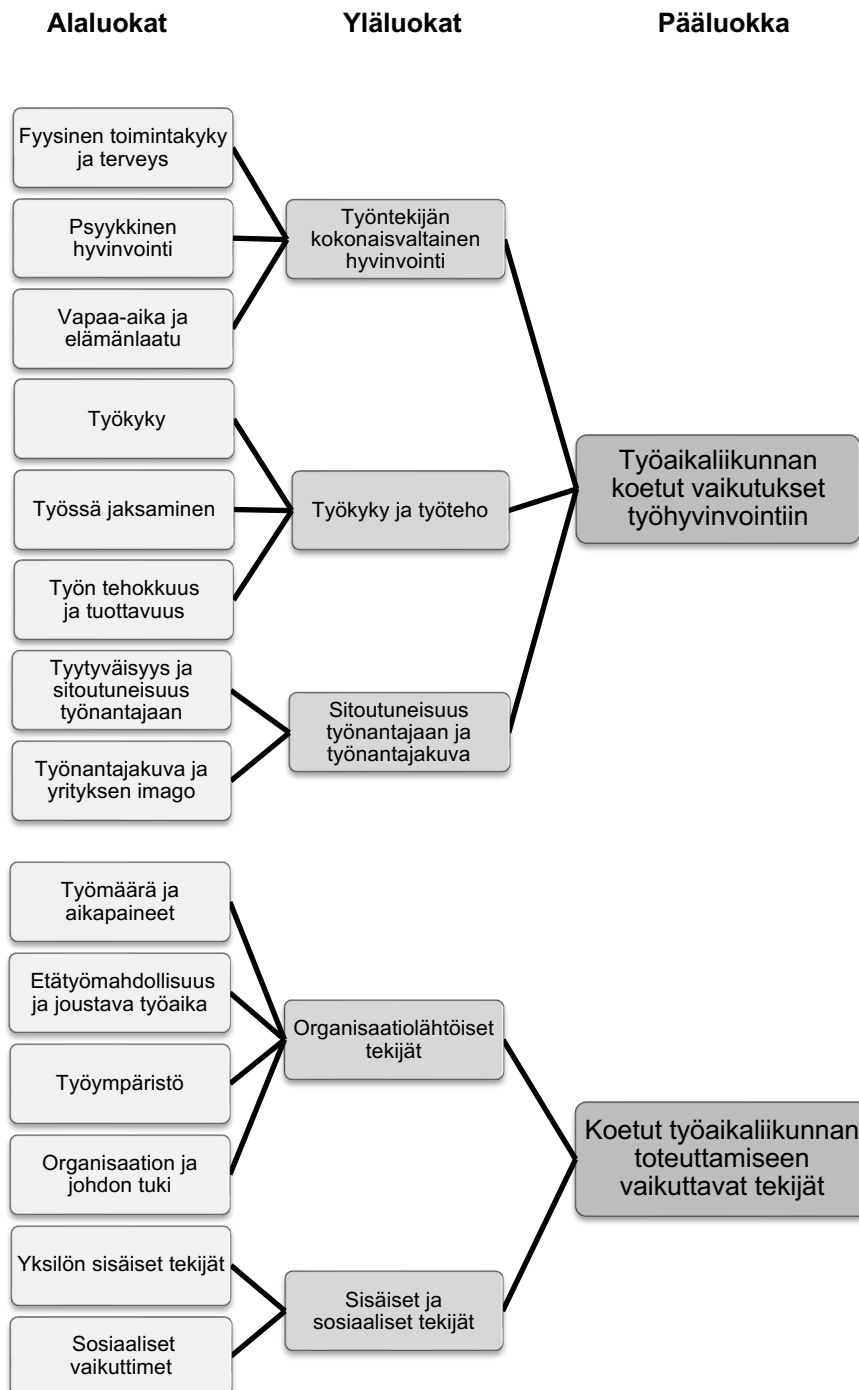 Alaluokat
Yläluokat
Pääluokka
Fyysinen toimintakyky
ja terveys
Psyykkinen
hyvinvointi
Vapaa-aika ja
elämänlaatu
Työntekijän
kokonaisvaltainen
hyvinvointi
Työkyky
Työssä jaksaminen
Työn tehokkuus
ja tuottavuus
Työkyky ja työteho
Tyytyväisyys ja
sitoutuneisuus
työnantajaan
Työnantajakuva ja
yrityksen imago
Sitoutuneisuus
työnantajaan ja
työnantajakuva
Työaikaliikunnan
koetut vaikutukset
työhyvinvointiin
Työmäärä ja
aikapaineet
Etätyömahdollisuus
ja joustava työaika
Työympäristö
Organisaation ja
johdon tuki
Organisaatiolähtöiset
tekijät
Yksilön sisäiset tekijät
Sosiaaliset
vaikuttimet
Sisäiset ja
sosiaaliset tekijät
Koetut työaikaliikunnan
toteuttamiseen
vaikuttavat tekijät